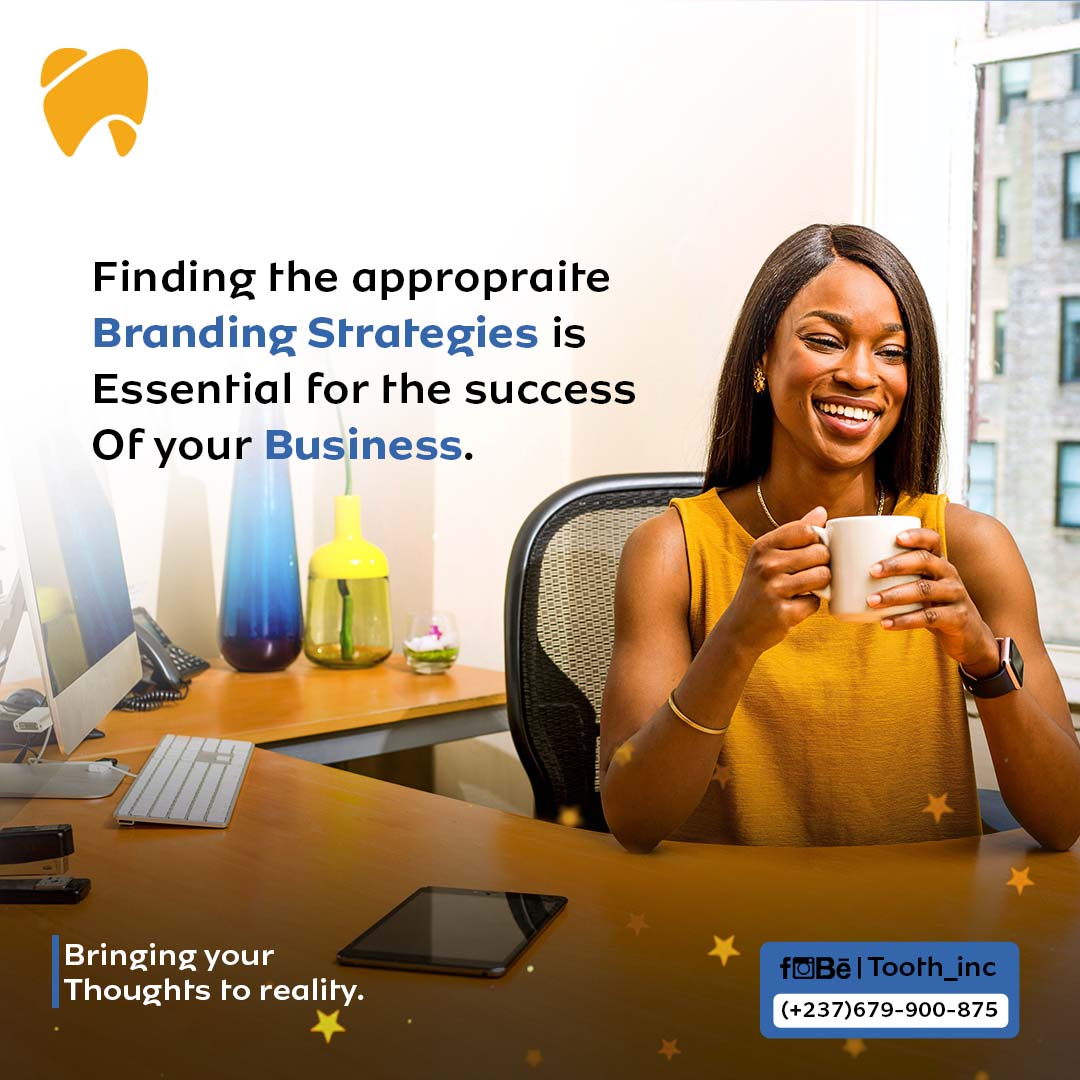 Finding the appropraite
Branding Strategies is
Essential for the success
Of your Business.
Bringing your
Thoughts to reality.
f Bē | Tooth_inc
(+237)679-900-875